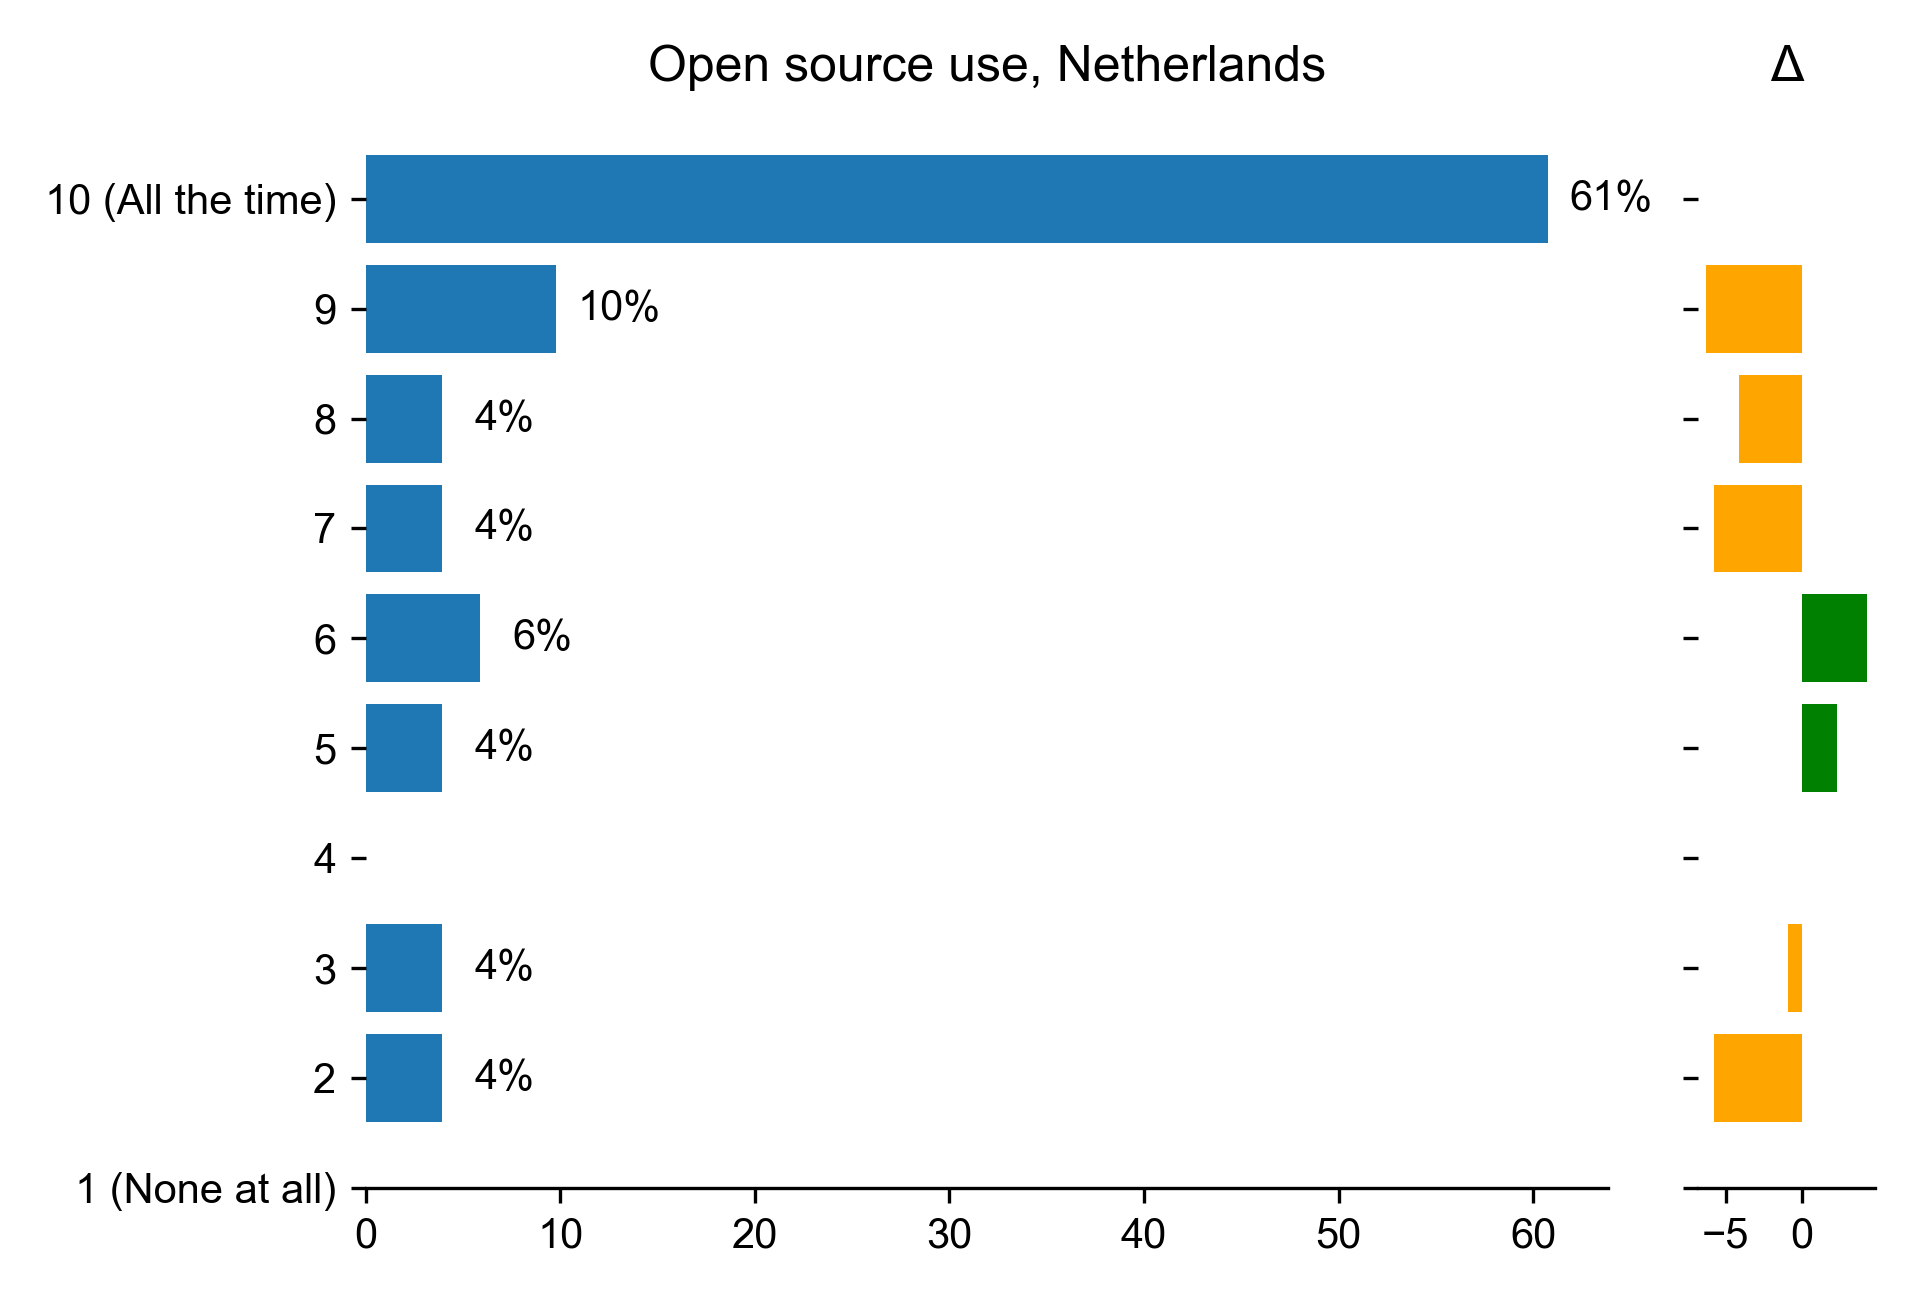 Open source use, Netherlands Δ
10 (All the time) 61%
9 10%
8 4%
7 4%
6 6%
5 4%
4
3 4%
2 4%
1 (None at all)
0 10 20 30 40 50 60 −5 0